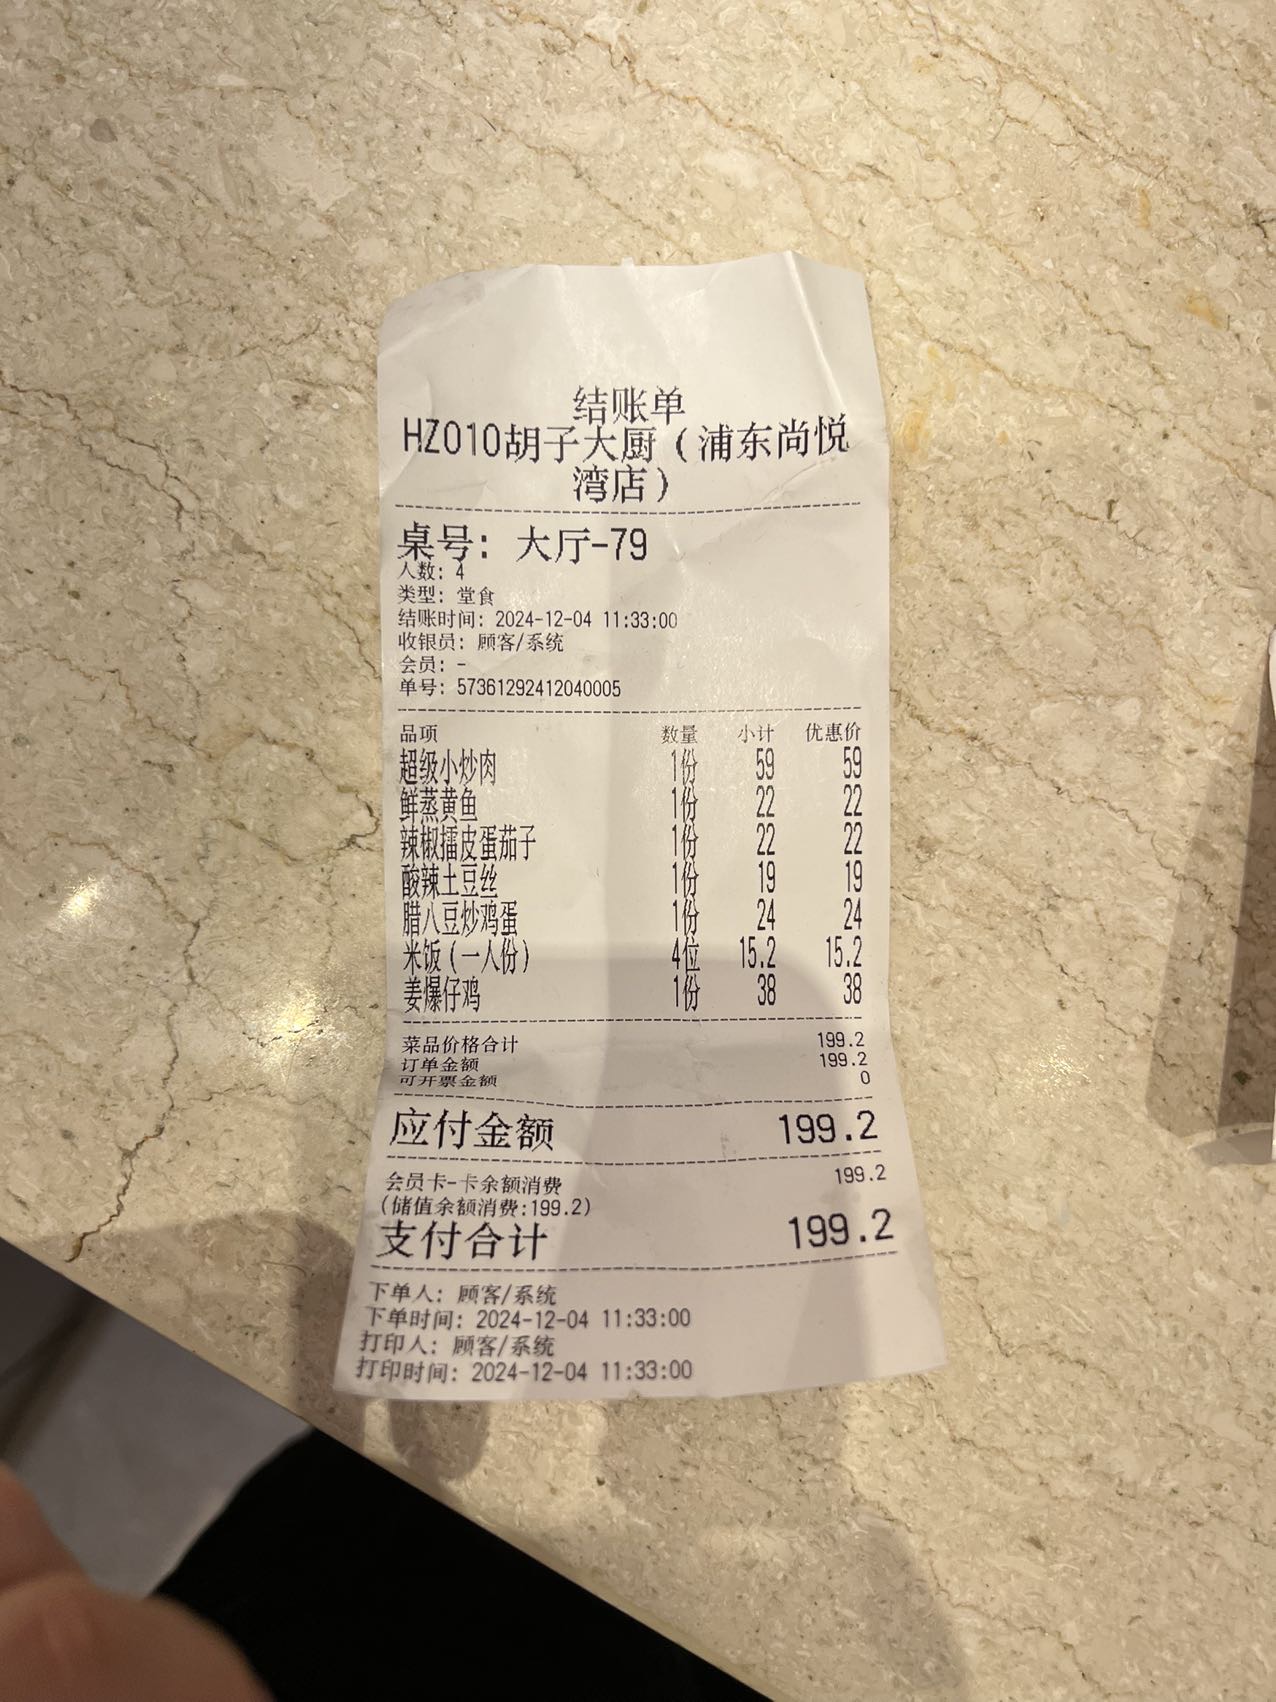 结账单
HZ010胡子大厨（浦东尚悦
湾店）
桌号: 大厅-79
人数: 4
类型: 堂食
结账时间: 2024-12-04 11:33:00
收银员: 顾客/系统
会员: -
单号: 57361292412040005
品项 数量 小计 优惠价
超级小炒肉 1份 59 59
鲜蒸黄鱼 1份 22 22
辣椒擂皮蛋茄子 1份 22 22
酸辣土豆丝 1份 19 19
腊八豆炒鸡蛋 1份 24 24
米饭(一人份) 4位 15.2 15.2
姜爆仔鸡 1份 38 38
菜品价格合计 199.2
订单金额 199.2
可开票金额 0
应付金额 199.2
会员卡-卡余额消费 199.2
(储值余额消费:199.2)
支付合计 199.2
下单人: 顾客/系统
下单时间: 2024-12-04 11:33:00
打印人: 顾客/系统
打印时间: 2024-12-04 11:33:00